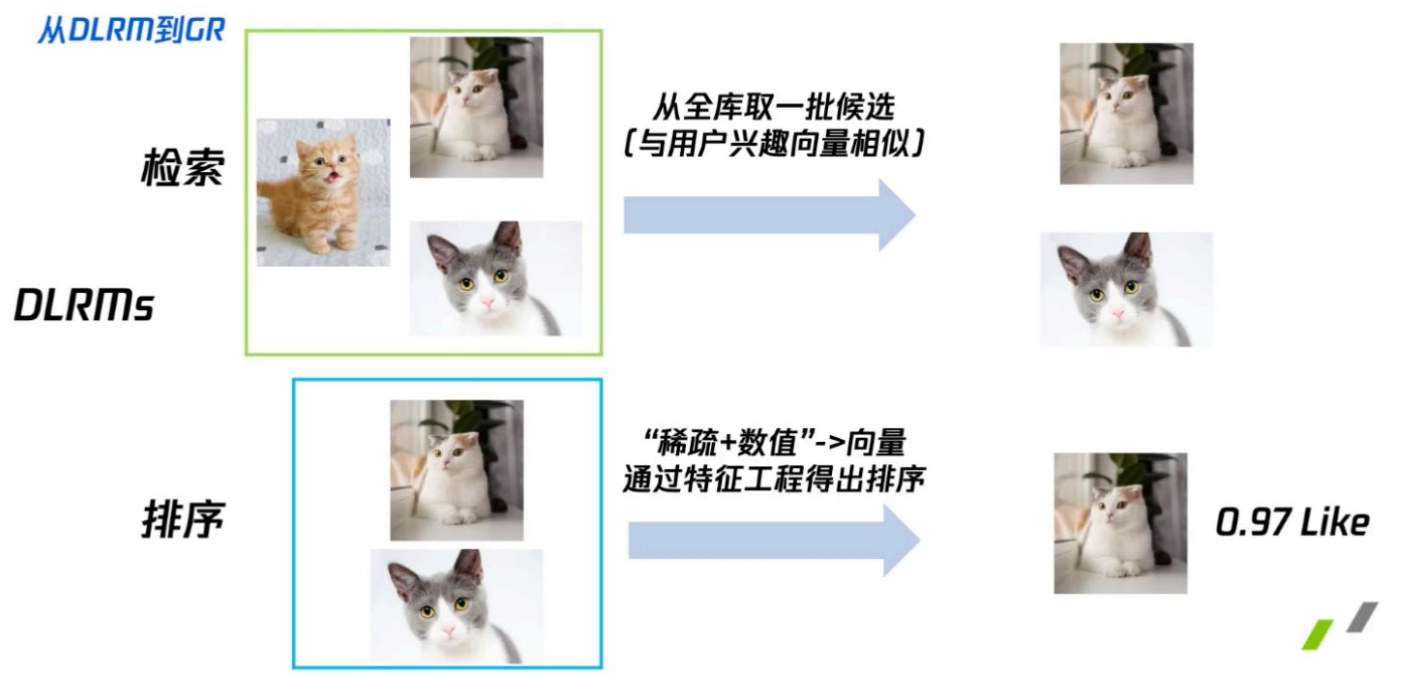 从DLRM到GR
检索
从全库取一批候选
(与用户兴趣向量相似)
DLRMs
排序
“稀疏+数值”->向量
通过特征工程得出排序
0.97 Like